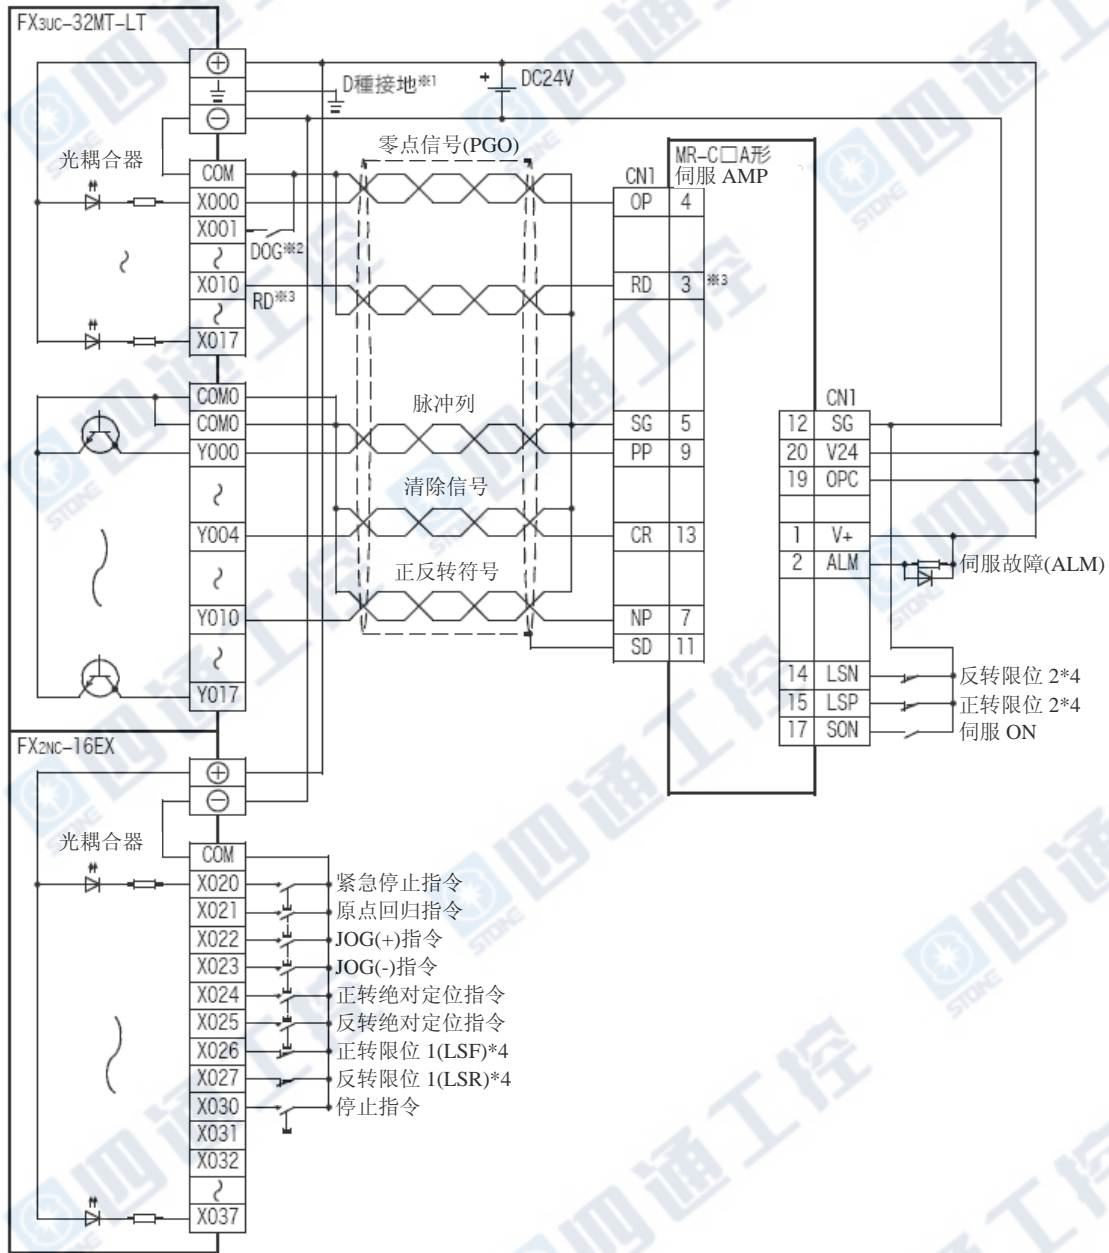 FX3UC-32MT-LT
D種接地※1
DC24V
光耦合器
COM
X000
X001
X010
X017
DOG※2
RD※3
零点信号(PGO)
CN1
MR-C□A形
伺服 AMP
OP 4
RD 3 ※3
COM0
COM0
Y000
Y004
Y010
Y017
脉冲列
清除信号
正反转符号
SG 5
PP 9
CR 13
NP 7
SD 11
CN1
12 SG
20 V24
19 OPC
1 V+
2 ALM
伺服故障(ALM)
14 LSN
反转限位 2*4
15 LSP
正转限位 2*4
17 SON
伺服 ON
FX2NC-16EX
光耦合器
COM
X020
紧急停止指令
X021
原点回归指令
X022
JOG(+)指令
X023
JOG(-)指令
X024
正转绝对定位指令
X025
反转绝对定位指令
X026
正转限位 1(LSF)*4
X027
反转限位 1(LSR)*4
X030
停止指令
X031
X032
X037
四通工控
STONE